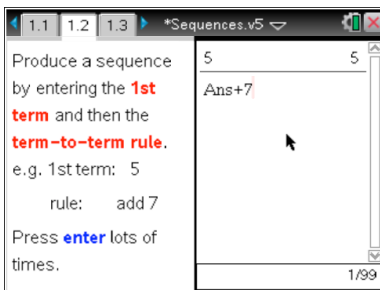 1.1 1.2 1.3 *Sequences.v5
Produce a sequence
by entering the 1st
term and then the
term-to-term rule.
e.g. 1st term: 5
rule: add 7
Press enter lots of
times.
5 5
Ans+7
1/99